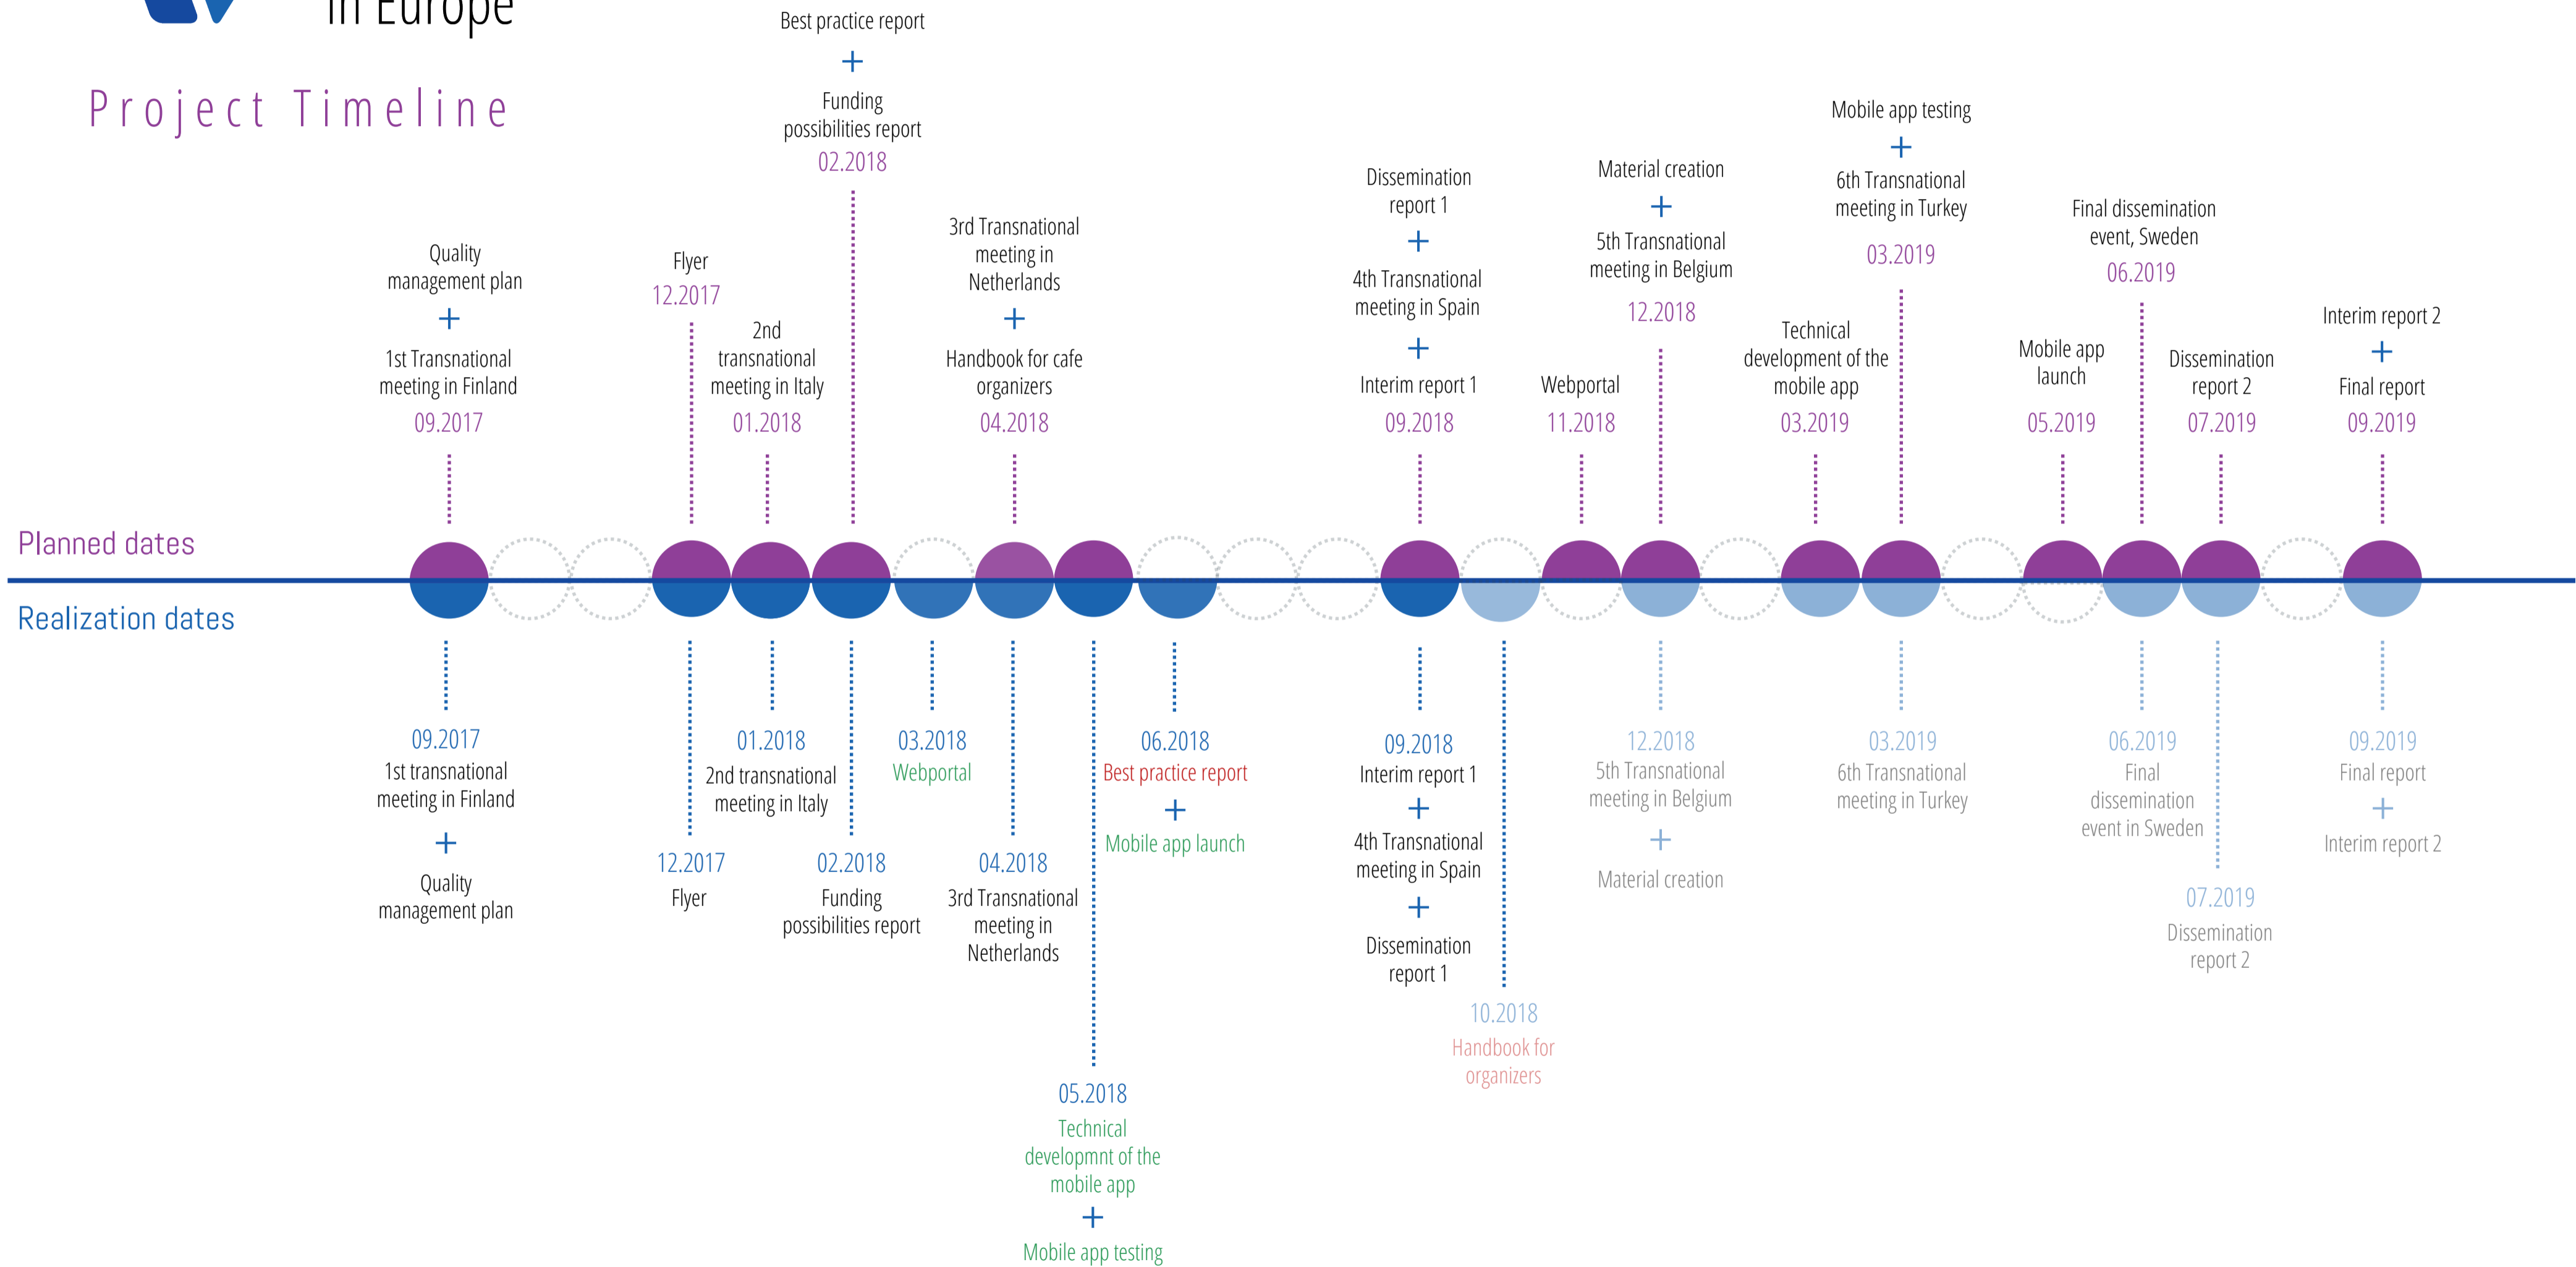 in Europe
Project Timeline
Best practice report
+
Funding
possibilities report
02.2018
Quality
management plan
+
1st Transnational
meeting in Finland
09.2017
Flyer
12.2017
2nd
transnational
meeting in Italy
01.2018
3rd Transnational
meeting in
Netherlands
+
Handbook for cafe
organizers
04.2018
Dissemination
report 1
+
4th Transnational
meeting in Spain
+
Interim report 1
09.2018
Webportal
11.2018
Material creation
+
5th Transnational
meeting in Belgium
12.2018
Technical
development of the
mobile app
03.2019
Mobile app testing
+
6th Transnational
meeting in Turkey
03.2019
Mobile app
launch
05.2019
Final dissemination
event, Sweden
06.2019
Dissemination
report 2
07.2019
Interim report 2
+
Final report
09.2019
Planned dates
Realization dates
09.2017
1st transnational
meeting in Finland
+
Quality
management plan
12.2017
Flyer
01.2018
2nd transnational
meeting in Italy
02.2018
Funding
possibilities report
03.2018
Webportal
04.2018
3rd Transnational
meeting in
Netherlands
05.2018
Technical
developmnt of the
mobile app
+
Mobile app testing
06.2018
Best practice report
+
Mobile app launch
09.2018
Interim report 1
+
4th Transnational
meeting in Spain
+
Dissemination
report 1
10.2018
Handbook for
organizers
12.2018
5th Transnational
meeting in Belgium
+
Material creation
03.2019
6th Transnational
meeting in Turkey
06.2019
Final
dissemination
event in Sweden
07.2019
Dissemination
report 2
09.2019
Final report
+
Interim report 2